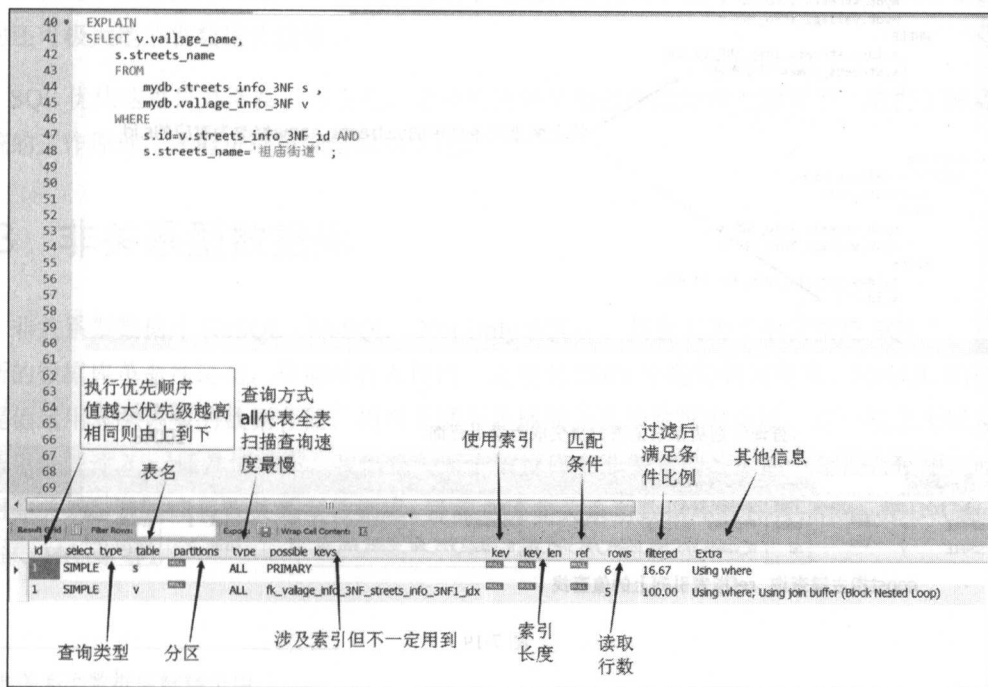 40 EXPLAIN
41 SELECT v.vallage_name,
42 s.streets_name
43 FROM
44 mydb.streets_info_3NF s ,
45 mydb.vallage_info_3NF v
46 WHERE
47 s.id=v.streets_info_3NF_id AND
48 s.streets_name='祖庙街道' ;
49
50
51
52
53
54
55
56
57
58
59
60
61
62
63
64
65
66
67
68
69
执行优先顺序
值越大优先级越高
相同则由上到下
表名
查询方式
all代表全表
扫描查询速
度最慢
使用索引
匹配
条件
过滤后
满足条
件比例
其他信息
Result Grid Filter Rows: Export: Wrap Cell Content:
id select type table partitions type possible keys key key len ref rows filtered Extra
1 SIMPLE s NULL ALL PRIMARY NULL NULL NULL 6 16.67 Using where
1 SIMPLE v NULL ALL fk_vallage_info_3NF_streets_info_3NF1_idx NULL NULL NULL 5 100.00 Using where; Using join buffer (Block Nested Loop)
查询类型
分区
涉及索引但不一定用到
索引
长度
读取
行数